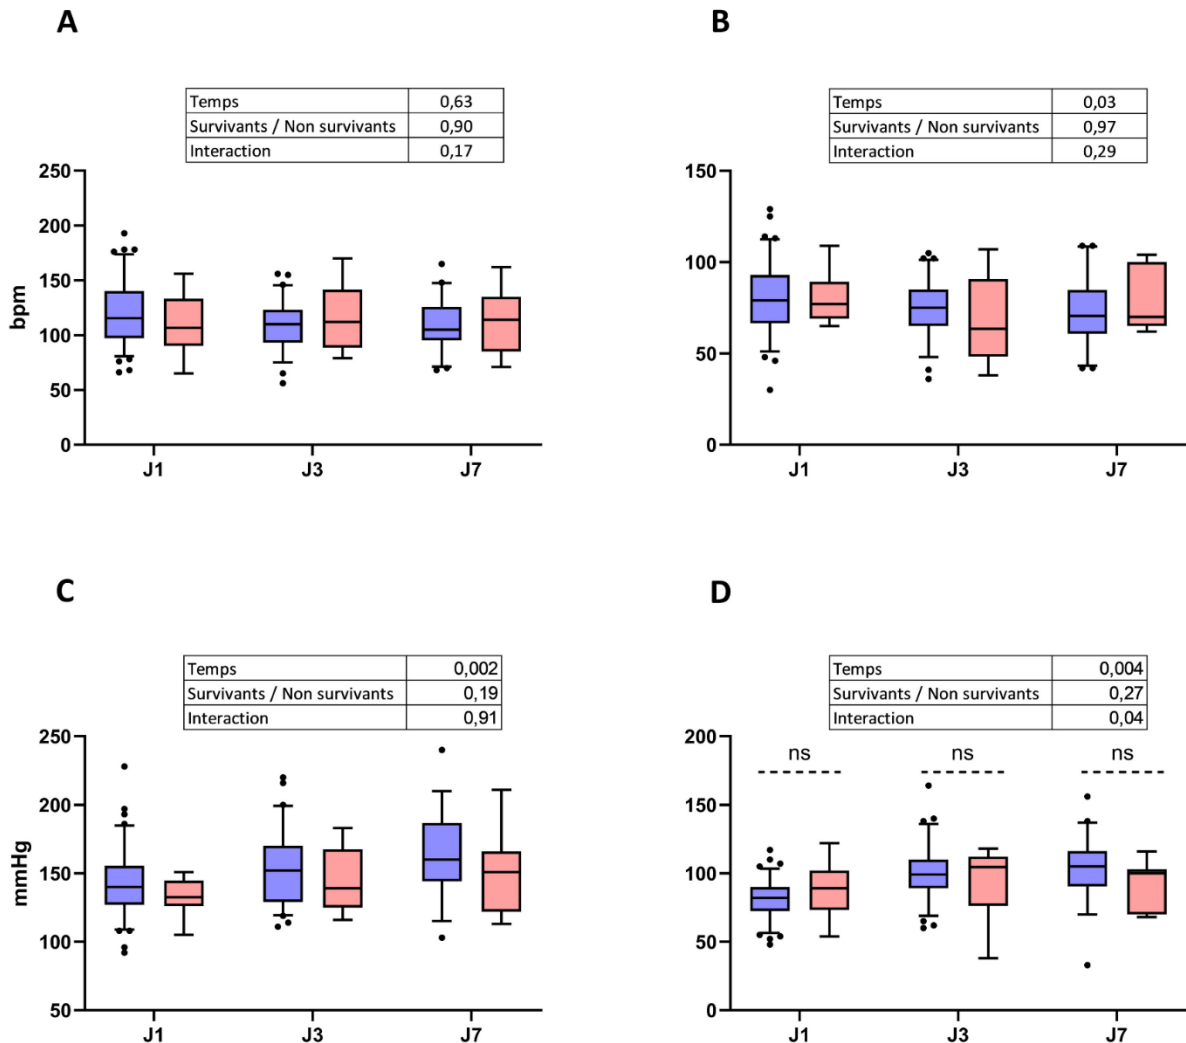 A
Temps 0,63
Survivants / Non survivants 0,90
Interaction 0,17
250
200
150
100
50
0
bpm
J1 J3 J7
B
Temps 0,03
Survivants / Non survivants 0,97
Interaction 0,29
150
100
50
0
J1 J3 J7
C
Temps 0,002
Survivants / Non survivants 0,19
Interaction 0,91
250
200
150
100
50
mmHg
J1 J3 J7
D
Temps 0,004
Survivants / Non survivants 0,27
Interaction 0,04
200
150
100
50
0
ns ns ns
J1 J3 J7